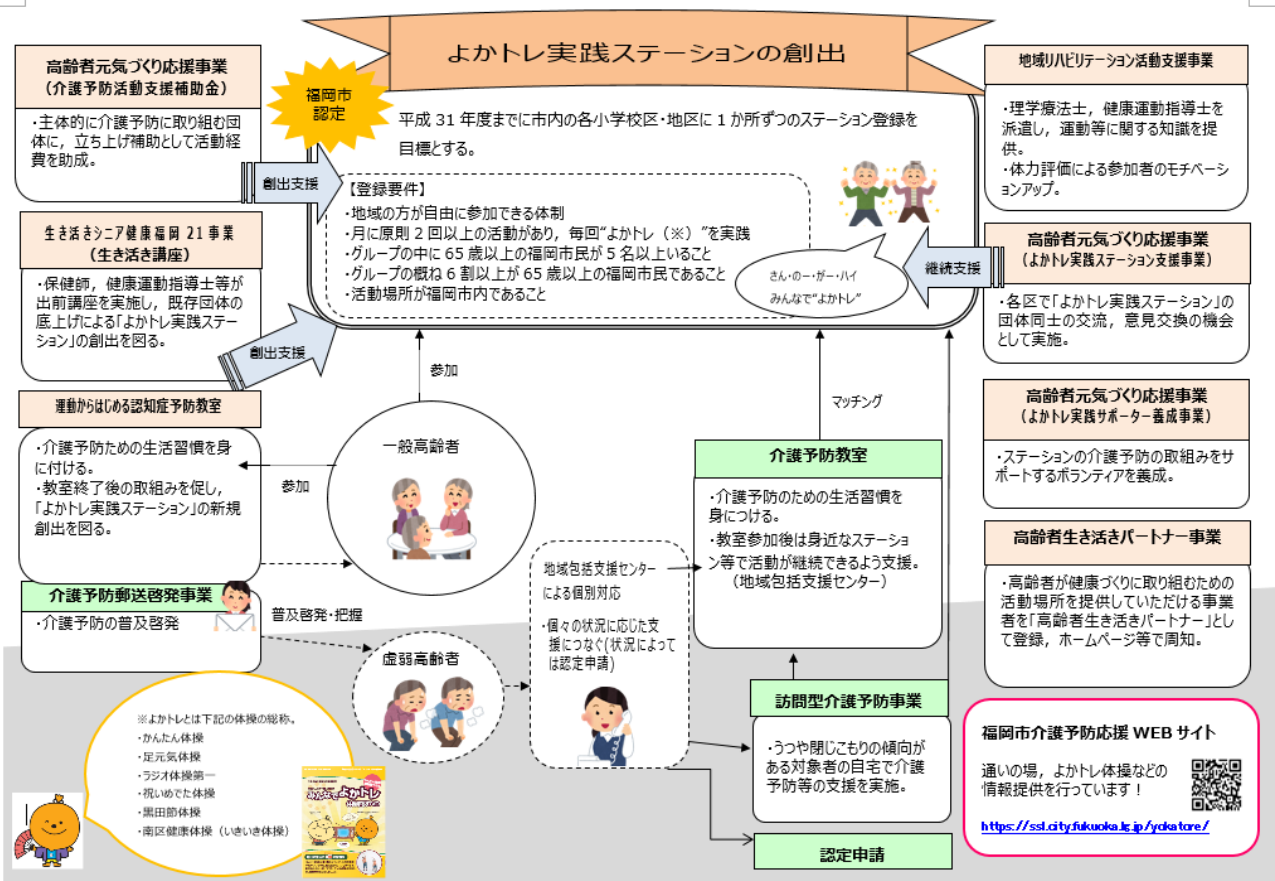 よかトレ実践ステーションの創出
福岡市
認定
平成 31 年度までに市内の各小学校区・地区に 1 か所ずつのステーション登録を
目標とする。
【登録要件】
・地域の方が自由に参加できる体制
・月に原則 2 回以上の活動があり，毎回“よかトレ（※）”を実践
・グループの中に 65 歳以上の福岡市民が 5 名以上いること
・グループの概ね 6 割以上が 65 歳以上の福岡市民であること
・活動場所が福岡市内であること
さん・のー・がー・ハイ
みんなで“よかトレ”
高齢者元気づくり応援事業
（介護予防活動支援補助金）
・主体的に介護予防に取り組む団
体に，立ち上げ補助として活動経
費を助成。
創出支援
生き活きシニア健康福岡 21 事業
（生き活き講座）
・保健師，健康運動指導士等が
出前講座を実施し，既存団体の
底上げによる「よかトレ実践ステー
ション」の創出を図る。
創出支援
運動からはじめる認知症予防教室
・介護予防ための生活習慣を身
に付ける。
・教室終了後の取組みを促し，
「よかトレ実践ステーション」の新規
創出を図る。
介護予防郵送啓発事業
・介護予防の普及啓発
参加
一般高齢者
参加
普及啓発・把握
虚弱高齢者
地域包括支援センター
による個別対応
・個々の状況に応じた支
援につなぐ(状況によって
は認定申請)
マッチング
介護予防教室
・介護予防のための生活習慣を
身につける。
・教室参加後は身近なステーショ
ン等で活動が継続できるよう支援。
（地域包括支援センター）
訪問型介護予防事業
・うつや閉じこもりの傾向が
ある対象者の自宅で介護
予防等の支援を実施。
認定申請
地域リハビリテーション活動支援事業
・理学療法士，健康運動指導士を
派遣し，運動等に関する知識を提
供。
・体力評価による参加者のモチベーシ
ョンアップ。
継続支援
高齢者元気づくり応援事業
（よかトレ実践ステーション支援事業）
・各区で「よかトレ実践ステーション」の
団体同士の交流，意見交換の機会
として実施。
高齢者元気づくり応援事業
（よかトレ実践サポーター養成事業）
・ステーションの介護予防の取組みをサ
ポートするボランティアを養成。
高齢者生き活きパートナー事業
・高齢者が健康づくりに取り組むための
活動場所を提供していただける事業
者を「高齢者生き活きパートナー」とし
て登録，ホームページ等で周知。
福岡市介護予防応援 WEB サイト
通いの場，よかトレ体操などの
情報提供を行っています！
https://ssl.city.fukuoka.lg.jp/yokatore/
※よかトレとは下記の体操の総称。
・かんたん体操
・足元気体操
・ラジオ体操第一
・祝いめでた体操
・黒田節体操
・南区健康体操（いきいき体操）
みんなでよかトレ